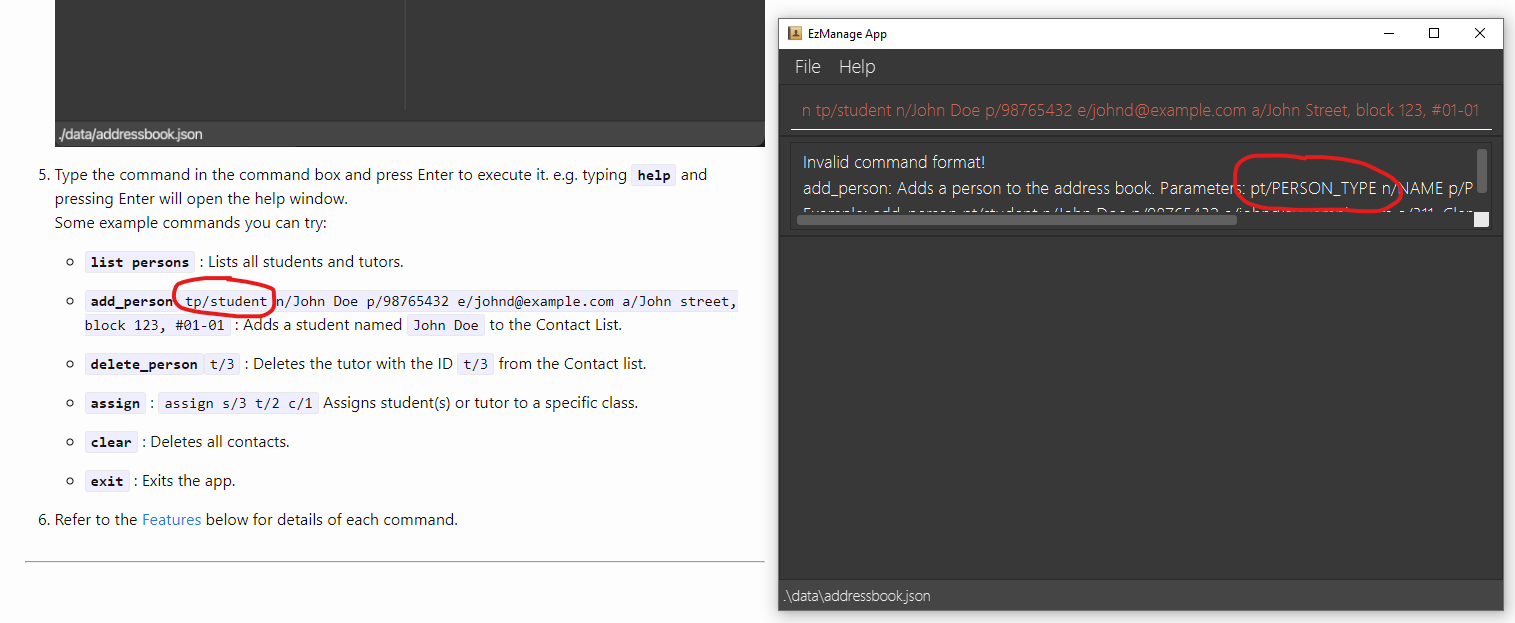 ./data/addressbook.json
5. Type the command in the command box and press Enter to execute it. e.g. typing help and
pressing Enter will open the help window.
Some example commands you can try:
list persons : Lists all students and tutors.
add_person tp/student n/John Doe p/98765432 e/johnd@example.com a/John street,
block 123, #01-01 : Adds a student named John Doe to the Contact List.
delete_person t/3 : Deletes the tutor with the ID t/3 from the Contact list.
assign : assign s/3 t/2 c/1 Assigns student(s) or tutor to a specific class.
clear : Deletes all contacts.
exit : Exits the app.
6. Refer to the Features below for details of each command.
EzManage App
File Help
n tp/student n/John Doe p/98765432 e/johnd@example.com a/John Street, block 123, #01-01
Invalid command format!
add_person: Adds a person to the address book. Parameters: pt/PERSON_TYPE n/NAME p/P
Example: add_person pt/student n/John Doe p/98765432
.\data\addressbook.json